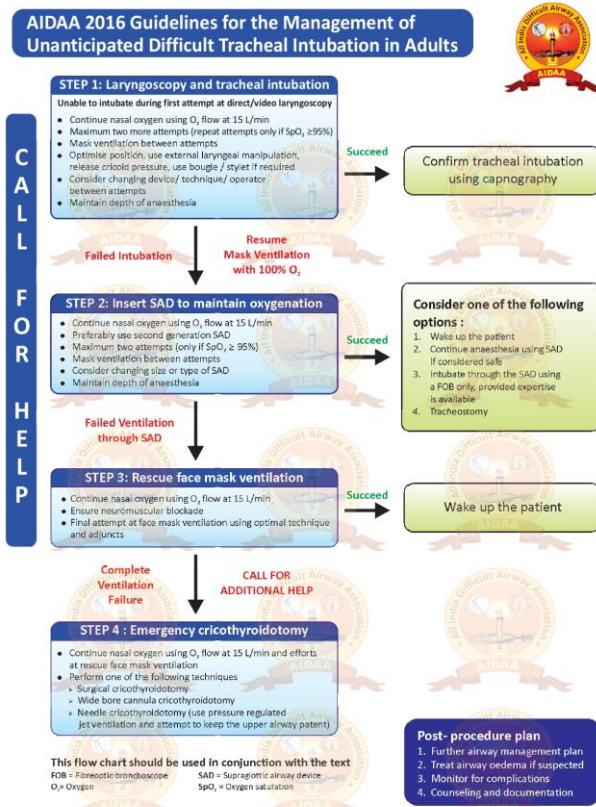 AIDAA 2016 Guidelines for the Management of
Unanticipated Difficult Tracheal Intubation in Adults
All India Difficult Airway Association
AIDAA
CALL FOR HELP
STEP 1: Laryngoscopy and tracheal intubation
Unable to intubate during first attempt at direct/video laryngoscopy
• Continue nasal oxygen using O₂ flow at 15 L/min
• Maximum two more attempts (repeat attempts only if SpO₂ ≥95%)
• Mask ventilation between attempts
• Optimise position, use external laryngeal manipulation,
release cricoid pressure, use bougie / stylet if required
• Consider changing device/ technique/ operator
between attempts
• Maintain depth of anaesthesia
Succeed
Confirm tracheal intubation
using capnography
Failed Intubation
Resume
Mask Ventilation
with 100% O₂
STEP 2: Insert SAD to maintain oxygenation
• Continue nasal oxygen using O₂ flow at 15 L/min
• Preferably use second generation SAD
• Maximum two attempts (only if SpO₂ ≥ 95%)
• Mask ventilation between attempts
• Consider changing size or type of SAD
• Maintain depth of anaesthesia
Succeed
Consider one of the following
options :
1. Wake up the patient
2. Continue anaesthesia using SAD
if considered safe
3. Intubate through the SAD using
a FOB only, provided expertise
is available
4. Tracheostomy
Failed Ventilation
through SAD
STEP 3: Rescue face mask ventilation
• Continue nasal oxygen using O₂ flow at 15 L/min
• Ensure neuromuscular blockade
• Final attempt at face mask ventilation using optimal technique
and adjuncts
Succeed
Wake up the patient
Complete
Ventilation
Failure
CALL FOR
ADDITIONAL HELP
STEP 4 : Emergency cricothyroidotomy
• Continue nasal oxygen using O₂ flow at 15 L/min and efforts
at rescue face mask ventilation
• Perform one of the following techniques
➢ Surgical cricothyroidotomy
➢ Wide bore cannula cricothyroidotomy
➢ Needle cricothyroidotomy (use pressure regulated
jet ventilation and attempt to keep the upper airway patent)
Post- procedure plan
1. Further airway management plan
2. Treat airway oedema if suspected
3. Monitor for complications
4. Counseling and documentation
This flow chart should be used in conjunction with the text
FOB = Fibreoptic bronchoscope SAD = Supraglottic airway device
O₂= Oxygen SpO₂ = Oxygen saturation